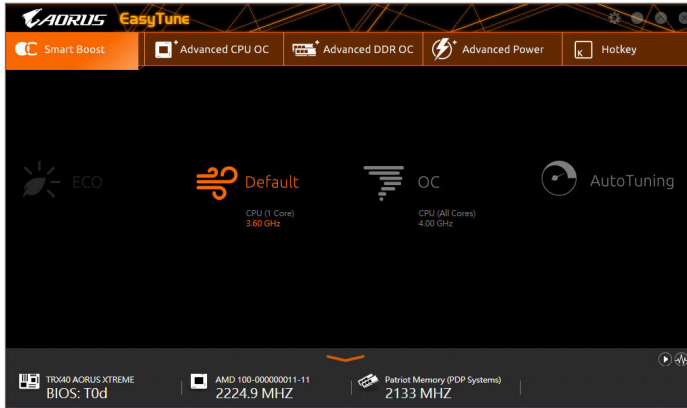 AORUS EasyTune
Smart Boost
Advanced CPU OC
Advanced DDR OC
Advanced Power
K Hotkey
ECO
Default
CPU (1 Core)
3.60 GHz
OC
CPU (All Cores)
4.00 GHz
AutoTuning
TRX40 AORUS XTREME
BIOS: T0d
AMD 100-000000011-11
2224.9 MHZ
Patriot Memory (PDP Systems)
2133 MHZ